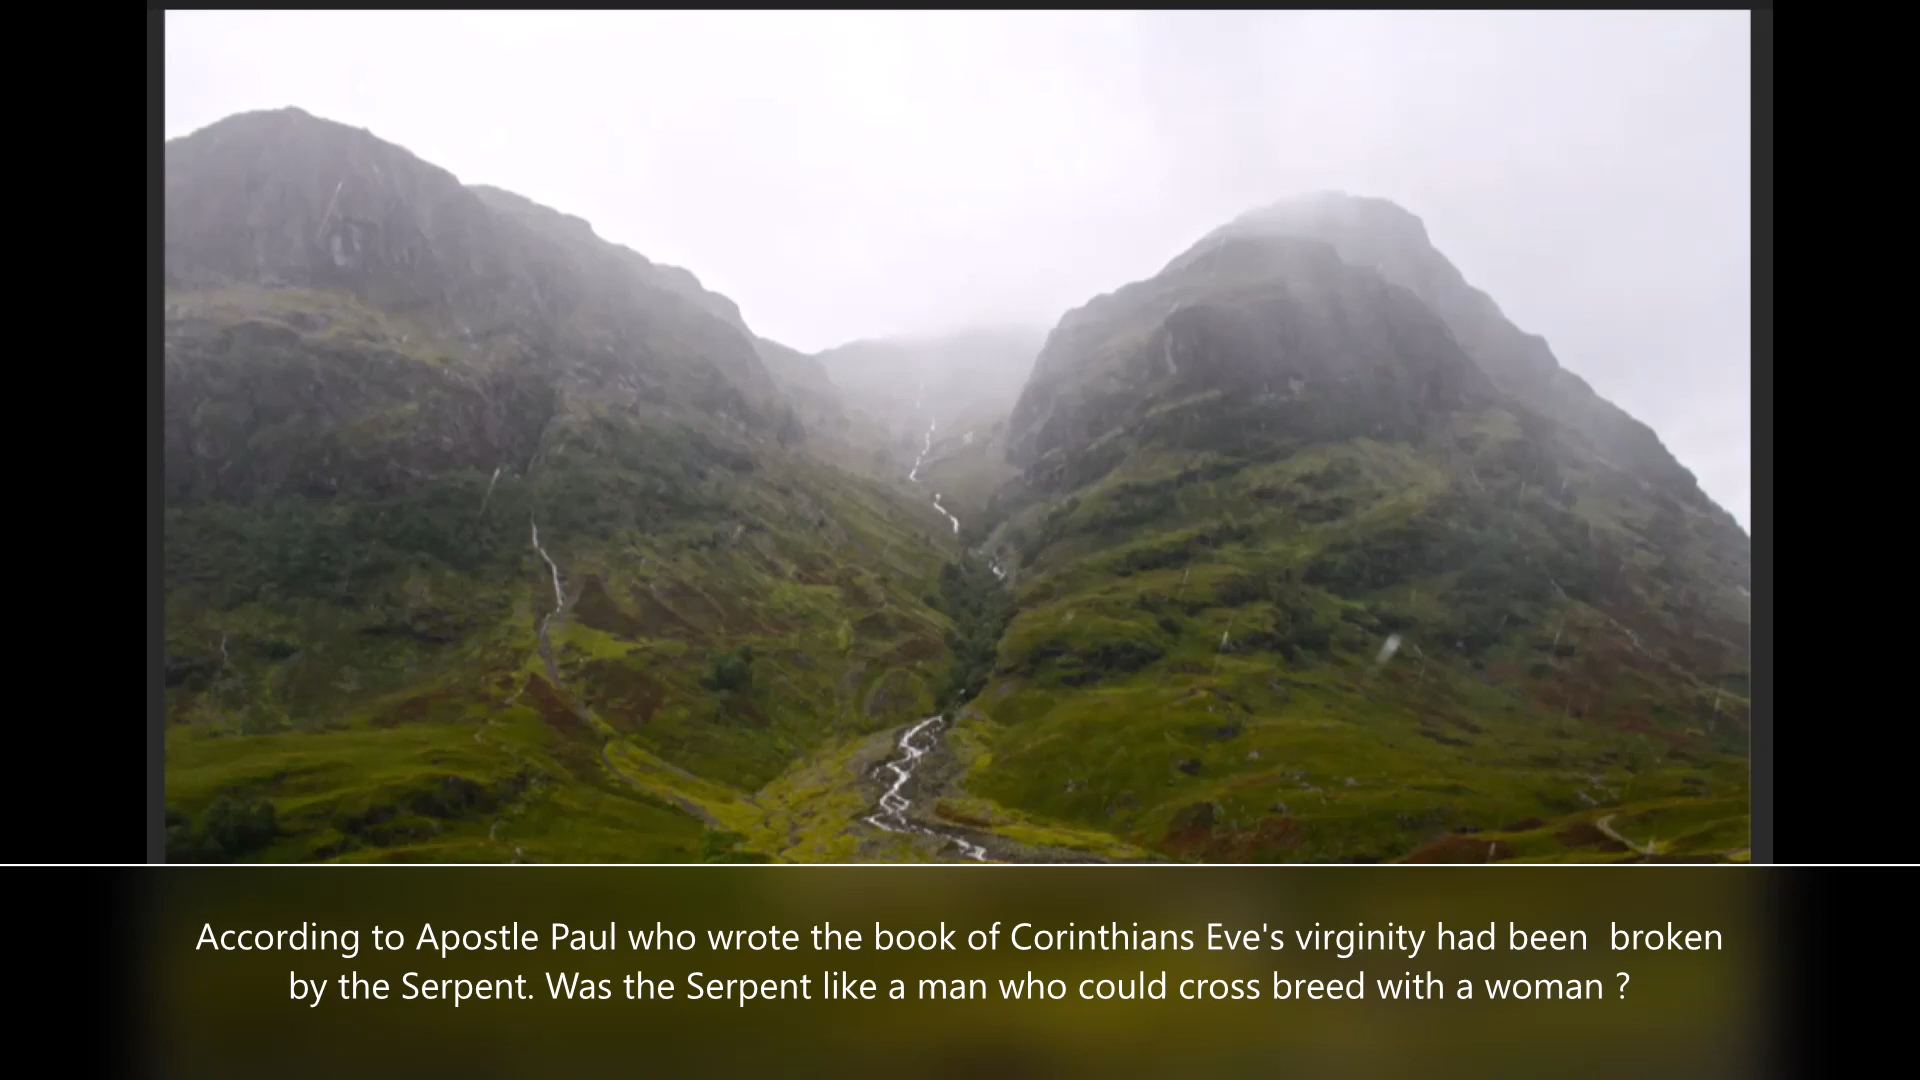 According to Apostle Paul who wrote the book of Corinthians Eve's virginity had been  broken
by the Serpent. Was the Serpent like a man who could cross breed with a woman ?